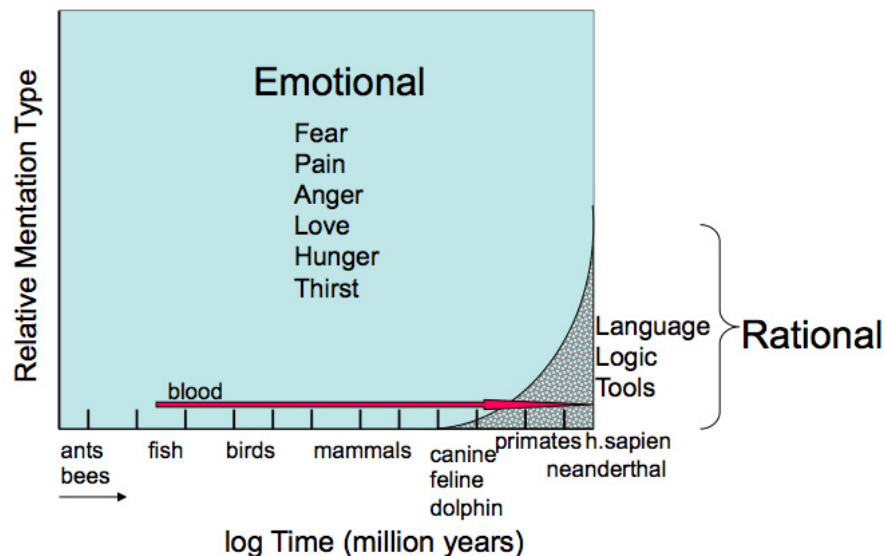 Relative Mentation Type
Emotional
Fear
Pain
Anger
Love
Hunger
Thirst
Language
Logic
Tools
Rational
blood
ants
bees
fish
birds
mammals
canine
feline
dolphin
primates h.sapien
neanderthal
log Time (million years)